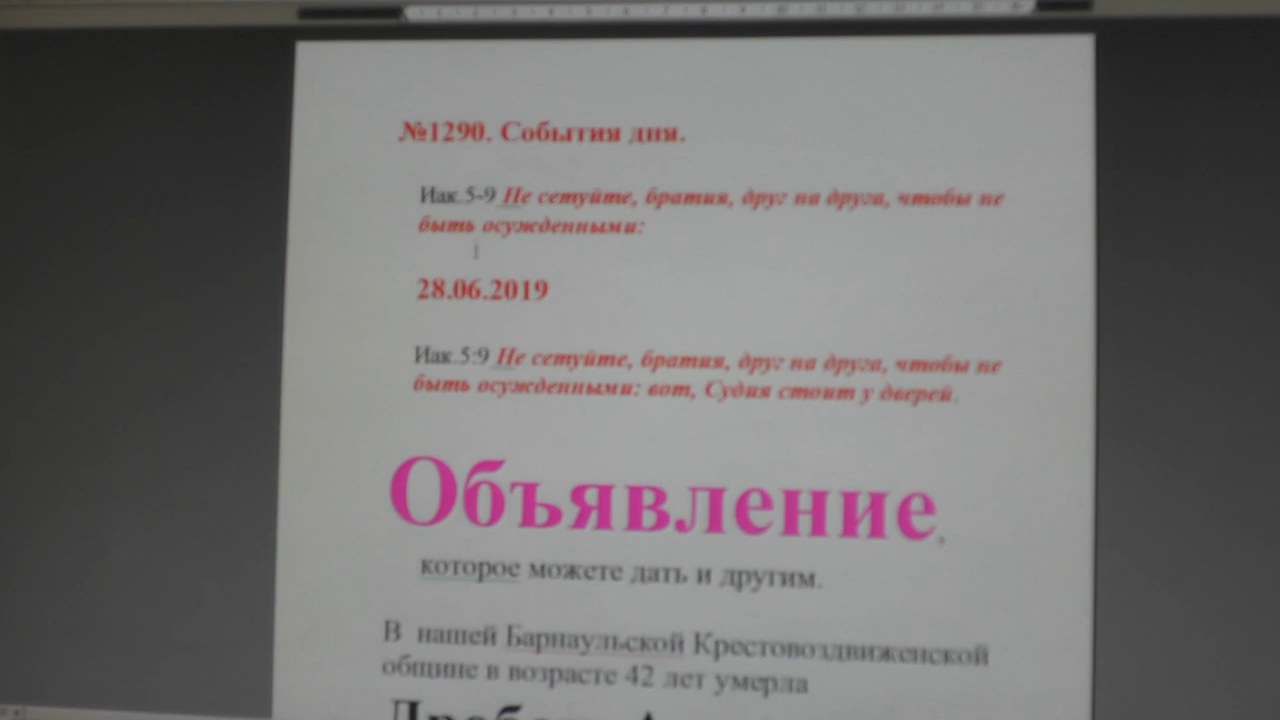 №1290. События дня.
Иак.5-9 Не сетуйте, братия, друг на друга, чтобы не
быть осужденными:
28.06.2019
Иак.5:9 Не сетуйте, братия, друг на друга, чтобы не
быть осужденными: вот, Судия стоит у дверей.
Объявление,
которое можете дать и другим.
В нашей Барнаульской Крестовоздвиженской
общине в возрасте 42 лет умерла